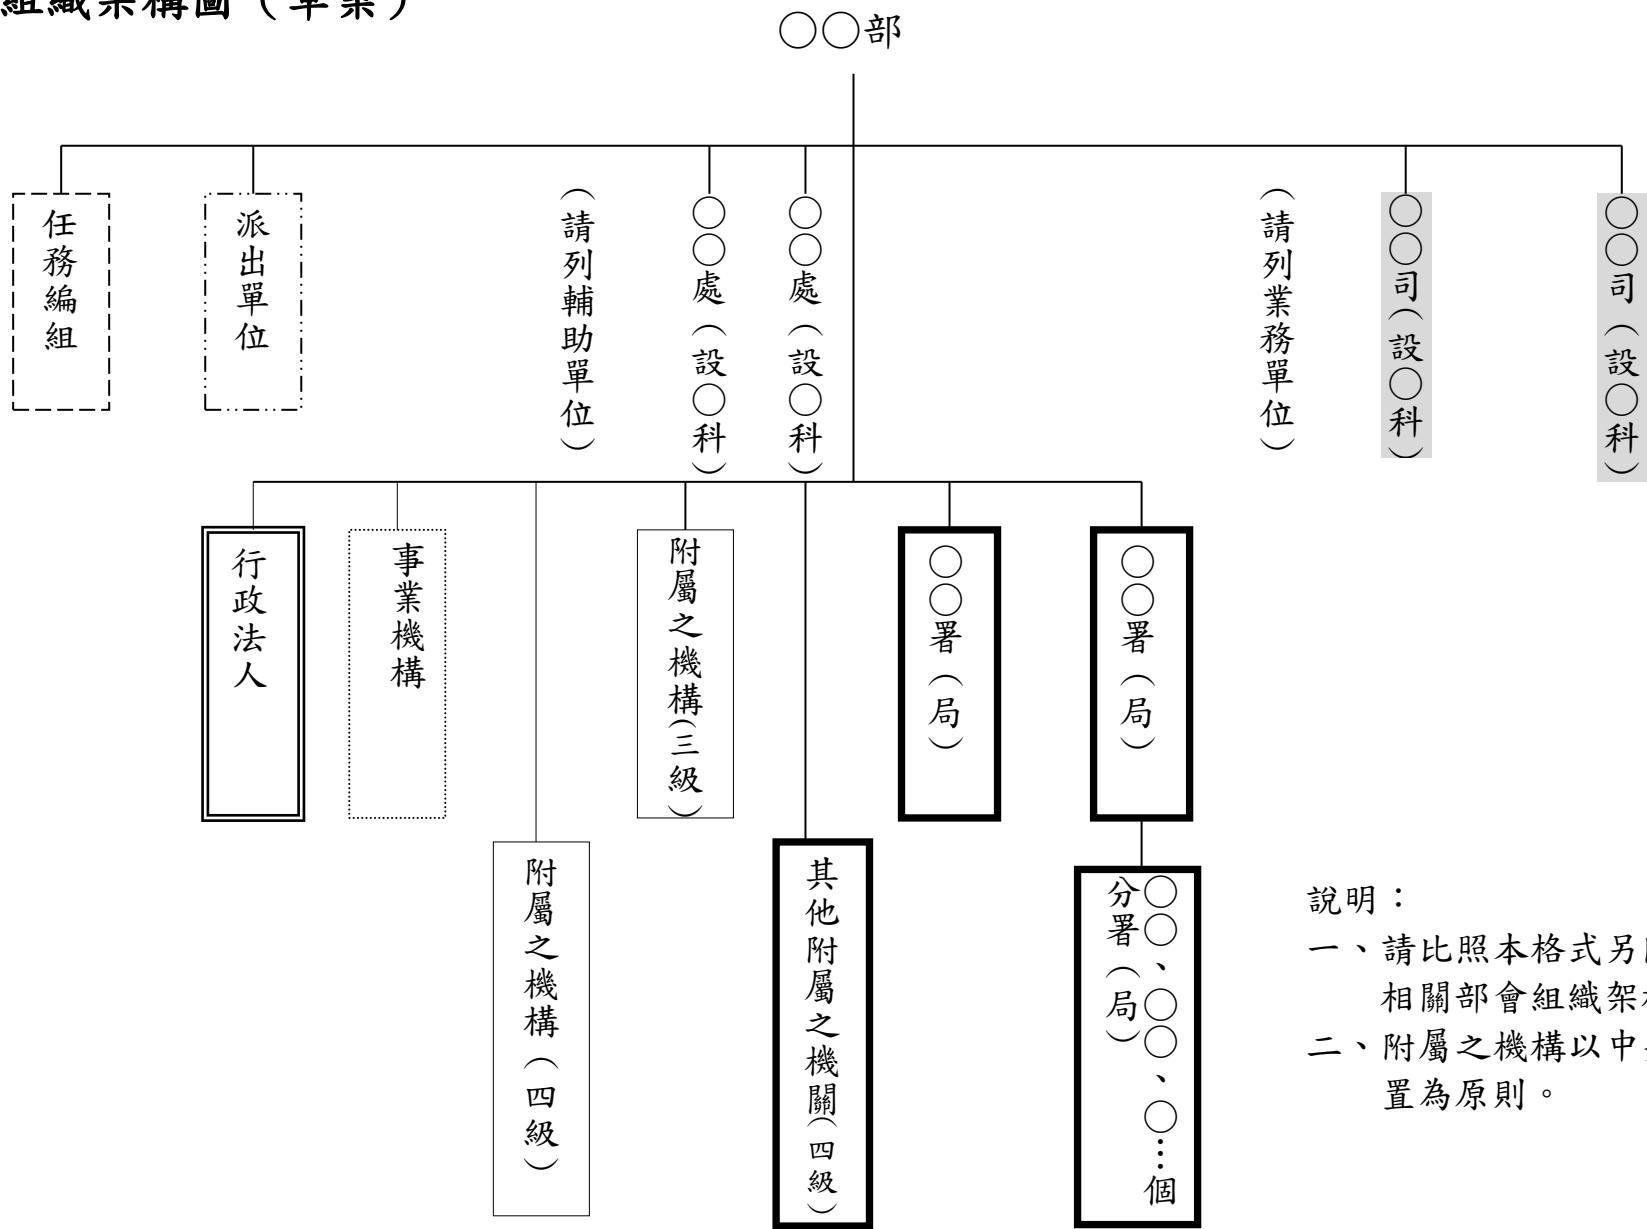 組織架構圖（草案）
○○部
○○司（設○科）
○○司（設○科）
（請列業務單位）
○○處（設○科）
○○處（設○科）
（請列輔助單位）
派出單位
任務編組
○○署（局）
○○署（局）
附屬之機構（三級）
事業機構
行政法人
○○、○○、○…個
分署（局）
其他附屬之機關（四級）
附屬之機構（四級）
說明：
一、請比照本格式另
相關部會組織架
二、附屬之機構以中
置為原則。